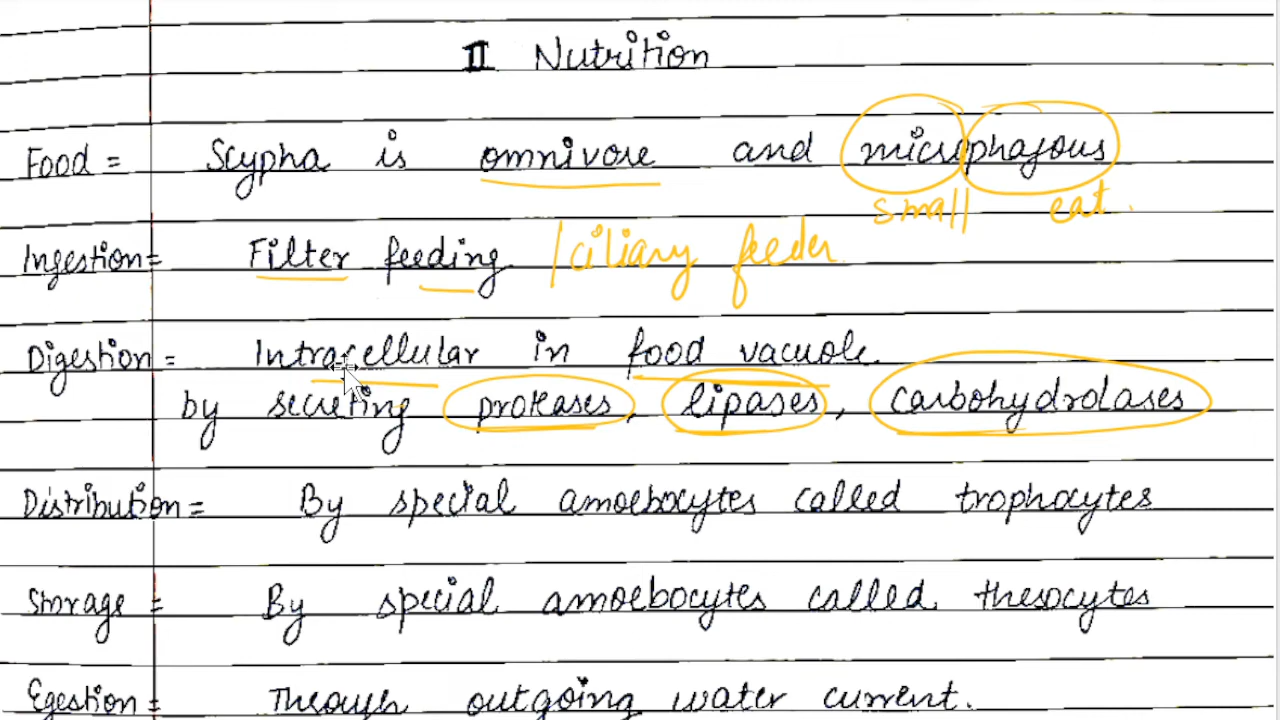 II Nutrition
Food = Scypha is omnivore and microphagous
small eat.
Ingestion = Filter feeding /ciliary feeder
Digestion = Intracellular in food vacuole.
by secreting proteases, lipases, carbohydrolases
Distribution = By special amoebocytes called trophocytes
Storage = By special amoebocytes called. thesocytes
Egestion = Through outgoing water current.